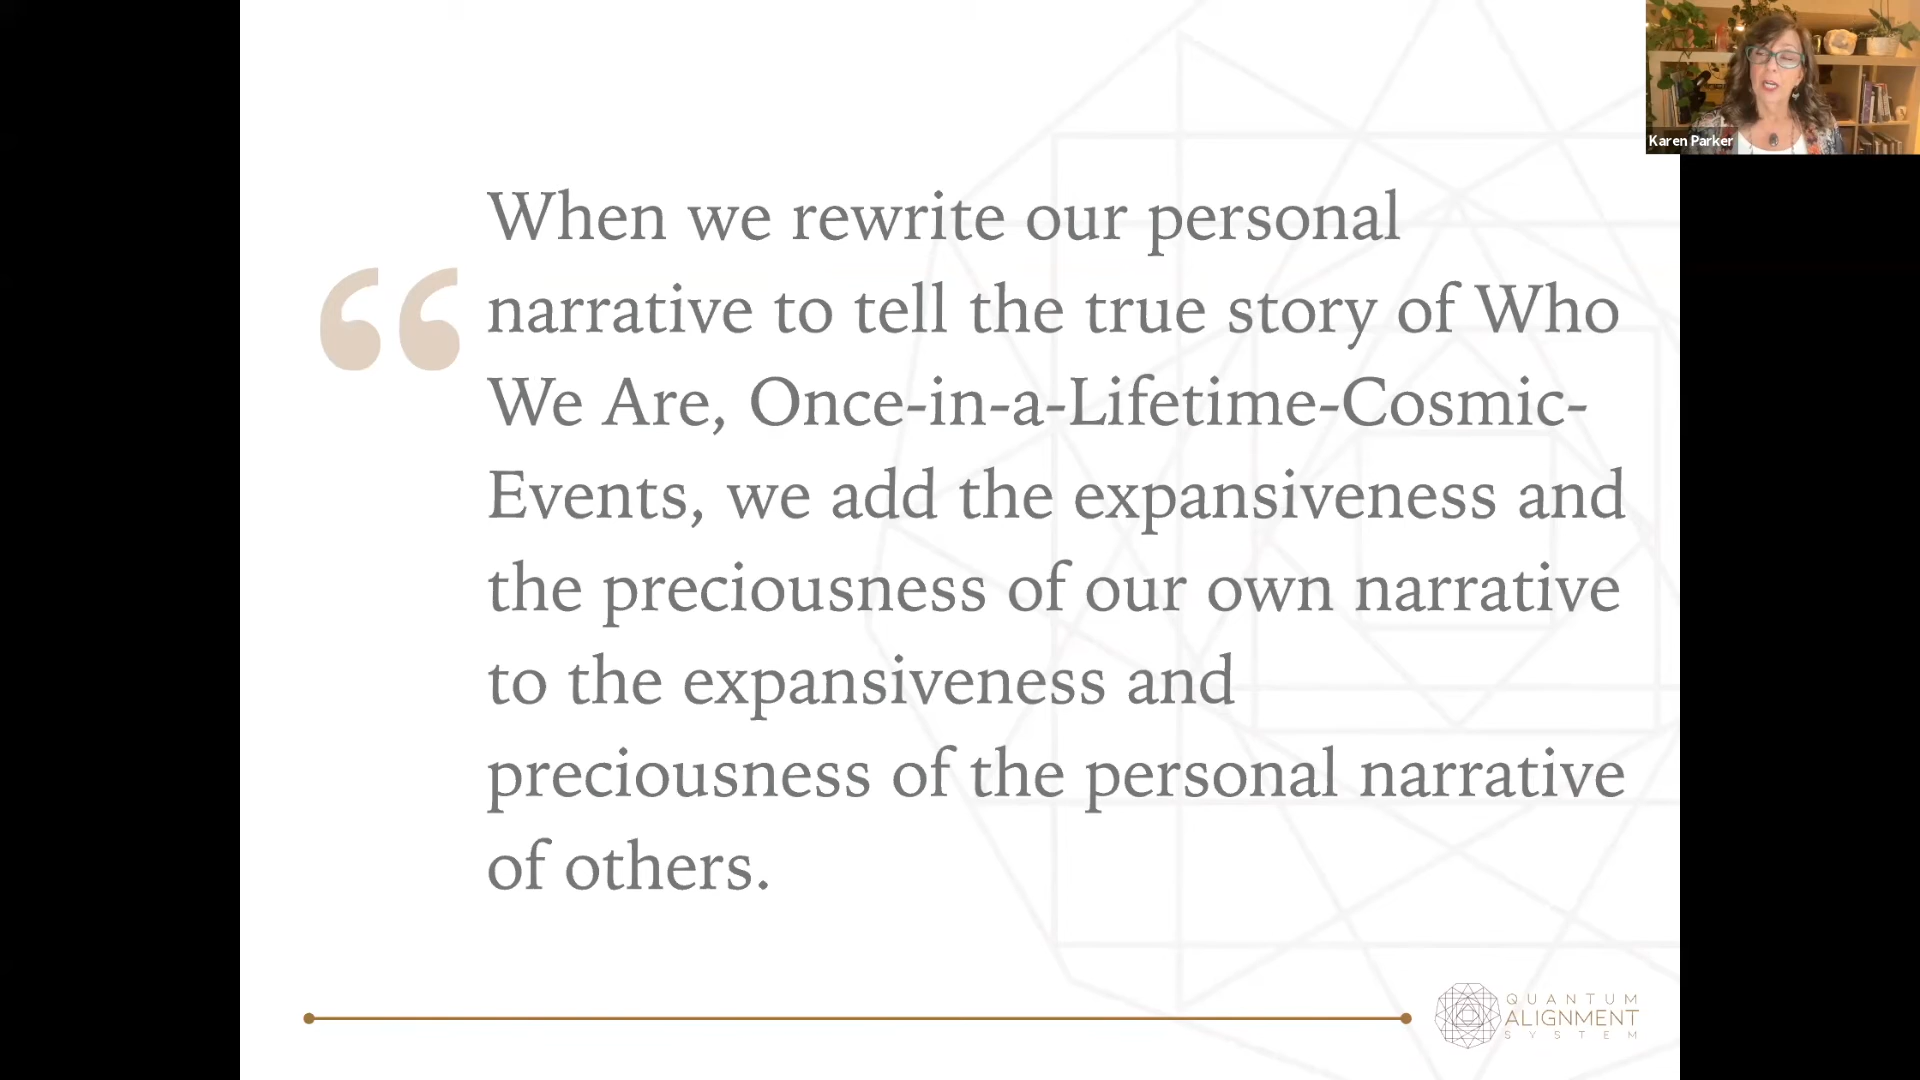 Karen Parker
When we rewrite our personal
narrative to tell the true story of Who
We Are, Once-in-a-Lifetime-Cosmic-
Events, we add the expansiveness and
the preciousness of our own narrative
to the expansiveness and
preciousness of the personal narrative
of others.
“
QUANTUM
ALIGNMENT
SYSTEM